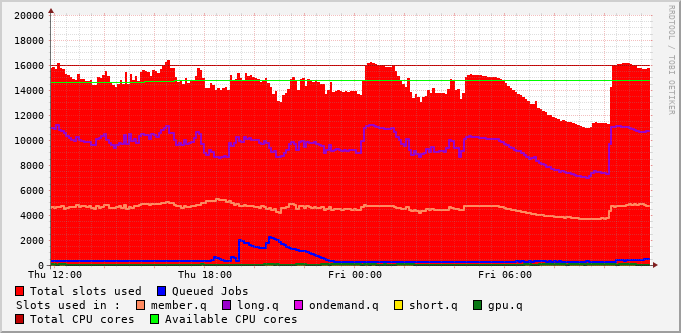 20000
18000
16000
14000
12000
10000
8000
6000
4000
2000
0
RRDTOOL / TOBI OETIKER
Thu 12:00 Thu 18:00 Fri 00:00 Fri 06:00
Total slots used Queued Jobs
Slots used in : member.q long.q ondemand.q short.q gpu.q
Total CPU cores Available CPU cores